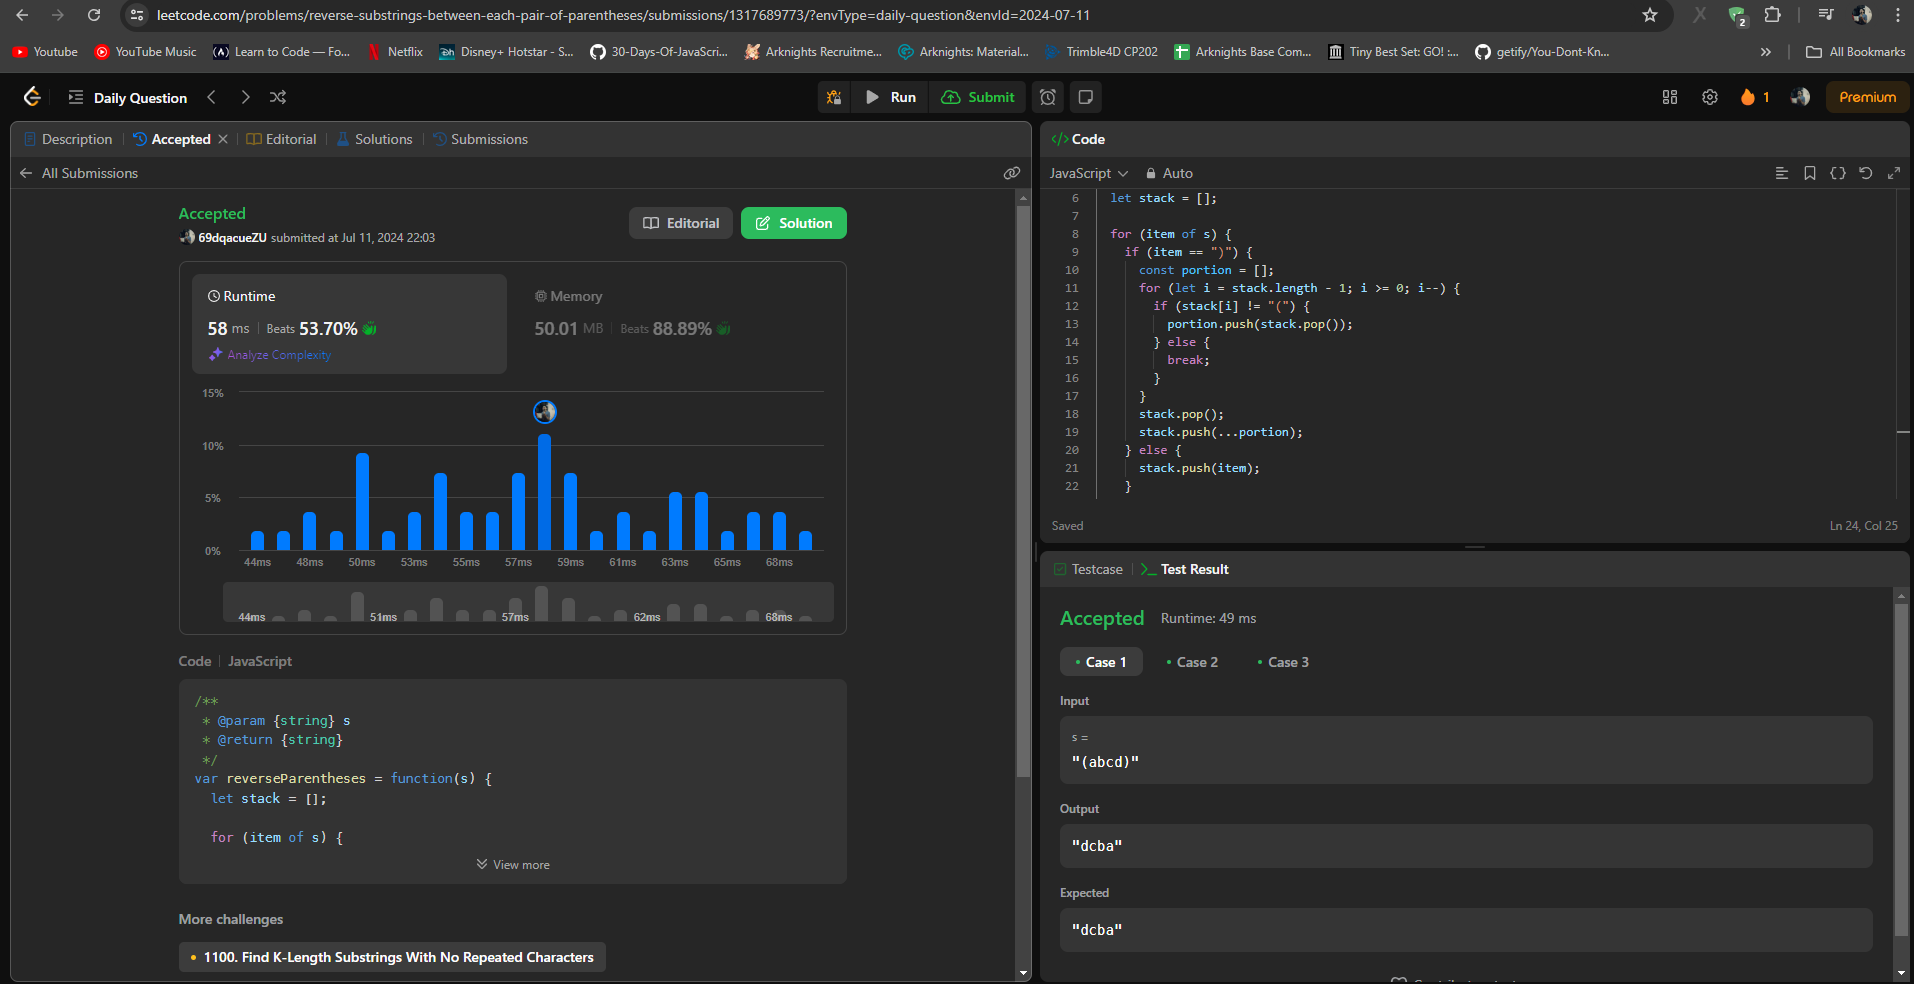 leetcode.com/problems/reverse-substrings-between-each-pair-of-parentheses/submissions/1317689773/?envType=daily-question&envId=2024-07-11
2
Youtube
YouTube Music
Learn to Code — Fo...
Netflix
Disney+ Hotstar - S...
30-Days-Of-JavaScri...
Arknights Recruitme...
Arknights: Material...
Trimble4D CP202
Arknights Base Com...
Tiny Best Set: GO! :...
getify/You-Dont-Kn...
»
All Bookmarks
Daily Question
Run
Submit
1
Premium
Description
Accepted
Editorial
Solutions
Submissions
All Submissions
Accepted
69dqacueZU submitted at Jul 11, 2024 22:03
Editorial
Solution
Runtime
58 ms | Beats 53.70%
Analyze Complexity
Memory
50.01 MB | Beats 88.89%
15%
10%
5%
0%
44ms 48ms 50ms 53ms 55ms 57ms 59ms 61ms 63ms 65ms 68ms
44ms 51ms 57ms 62ms 68ms
Code | JavaScript
/**
 * @param {string} s
 * @return {string}
 */
var reverseParentheses = function(s) {
  let stack = [];
  for (item of s) {
View more
More challenges
1100. Find K-Length Substrings With No Repeated Characters
</> Code
JavaScript
Auto
6 let stack = [];
7
8 for (item of s) {
9   if (item == ")") {
10     const portion = [];
11     for (let i = stack.length - 1; i >= 0; i--) {
12       if (stack[i] != "(") {
13         portion.push(stack.pop());
14       } else {
15         break;
16       }
17     }
18     stack.pop();
19     stack.push(...portion);
20   } else {
21     stack.push(item);
22   }
Saved
Ln 24, Col 25
Testcase
Test Result
Accepted
Runtime: 49 ms
Case 1
Case 2
Case 3
Input
s =
"(abcd)"
Output
"dcba"
Expected
"dcba"